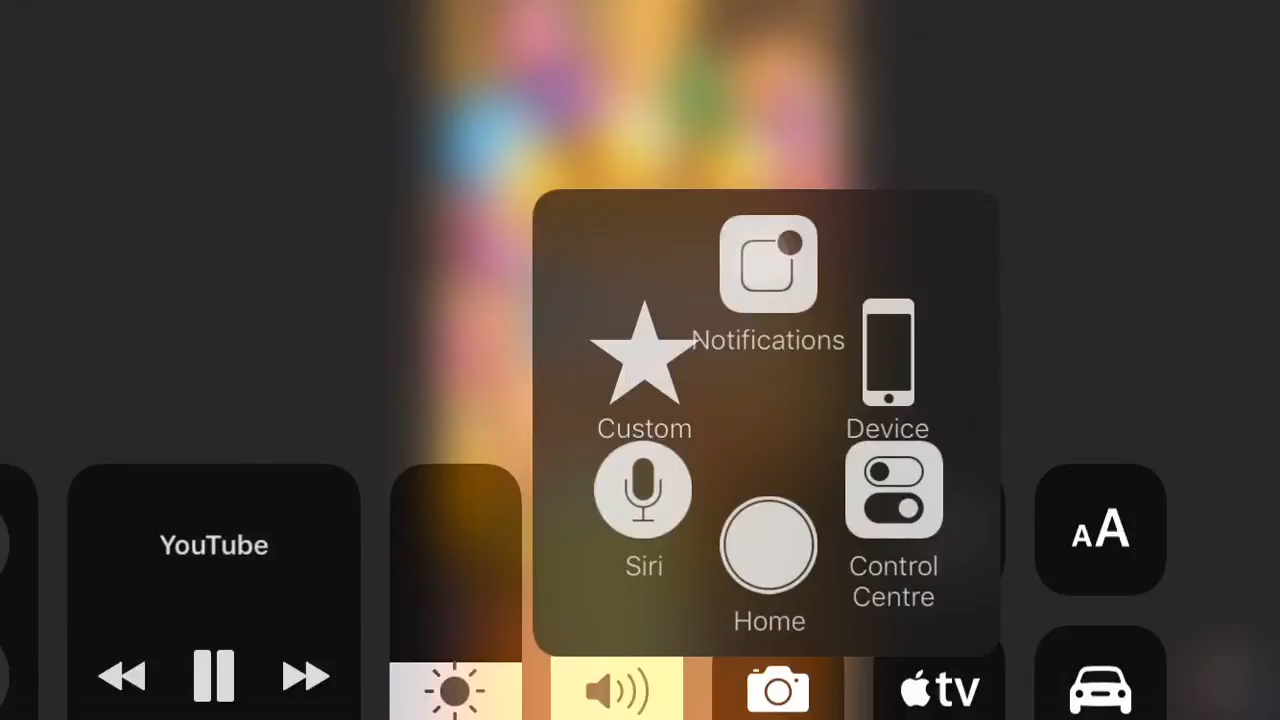 Notifications
Custom
Device
Siri
Control
Centre
Home
YouTube
AA
tv